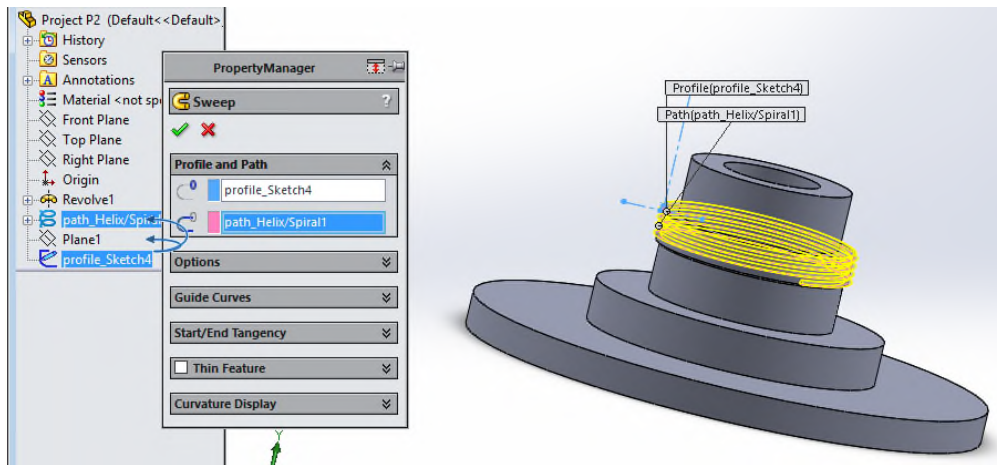 Project P2 (Default<<Default>
History
Sensors
Annotations
Material <not sp
Front Plane
Top Plane
Right Plane
Origin
Revolve1
path_Helix/Spiral
Plane1
profile_Sketch4
PropertyManager
Sweep
?
Profile and Path
profile_Sketch4
path_Helix/Spiral1
Options
Guide Curves
Start/End Tangency
Thin Feature
Curvature Display
Profile(profile_Sketch4)
Path(path_Helix/Spiral1)
Y